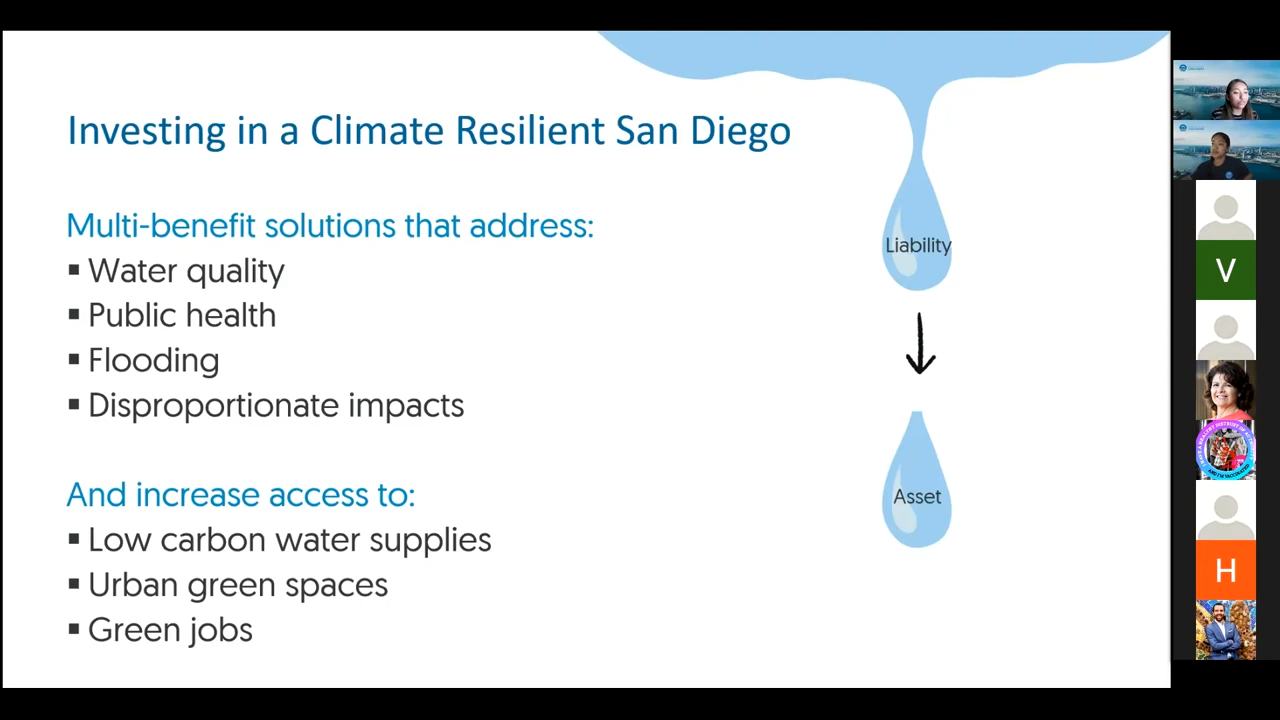 Investing in a Climate Resilient San Diego
Multi-benefit solutions that address:
▪ Water quality
▪ Public health
▪ Flooding
▪ Disproportionate impacts
And increase access to:
▪ Low carbon water supplies
▪ Urban green spaces
▪ Green jobs
Liability
Asset
V
H